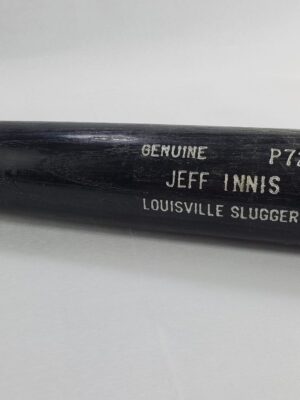 GENUINE P72
JEFF INNIS
LOUISVILLE SLUGGER